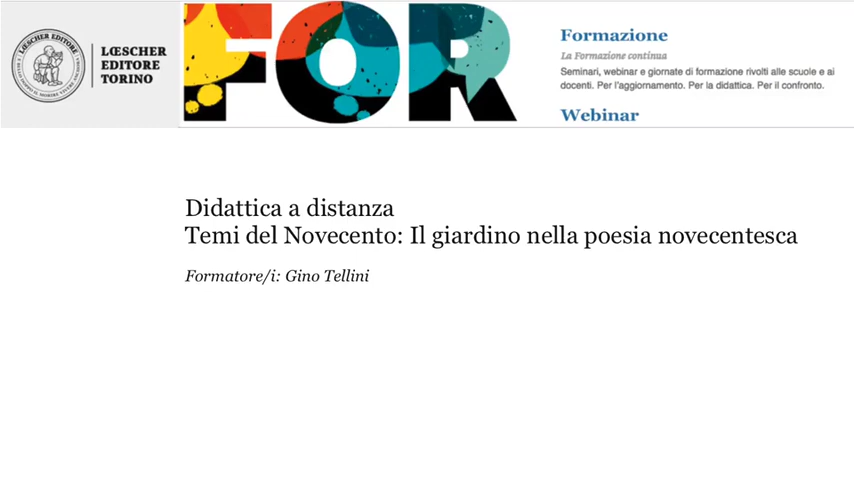 LŒSCHER EDITORE
LŒSCHER
EDITORE
TORINO
FOR
Formazione
La Formazione continua
Seminari, webinar e giornate di formazione rivolti alle scuole e ai
docenti. Per l'aggiornamento. Per la didattica. Per il confronto.
Webinar
Didattica a distanza
Temi del Novecento: Il giardino nella poesia novecentesca
Formatore/i: Gino Tellini